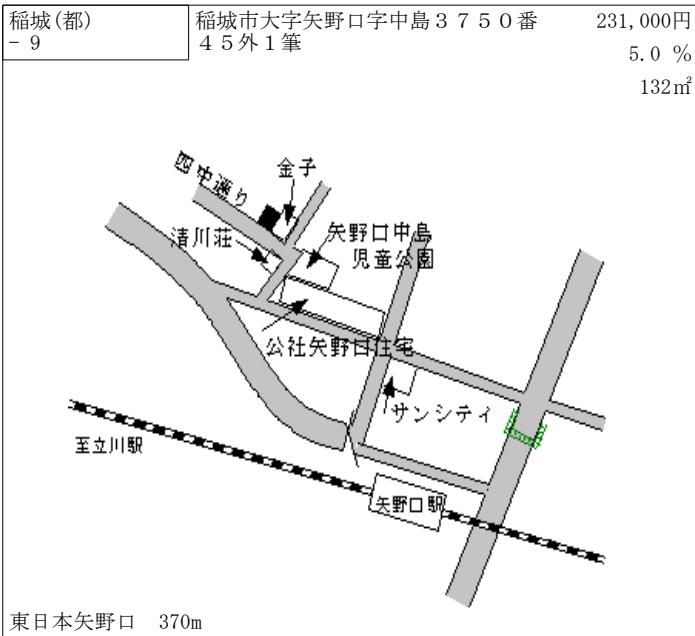 稲城(都)
－9
稲城市大字矢野口字中島３７５０番
４５外１筆
231,000円
5.0 %
132㎡
四中通り
金子
清川荘
矢野口中島
児童公園
公社矢野口住宅
サンシティ
至立川駅
矢野口駅
東日本矢野口　370m